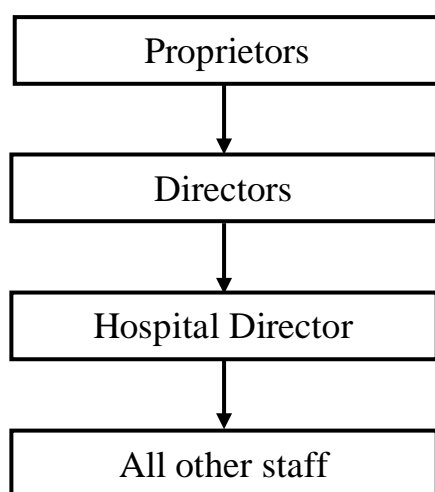 Proprietors
Directors
Hospital Director
All other staff